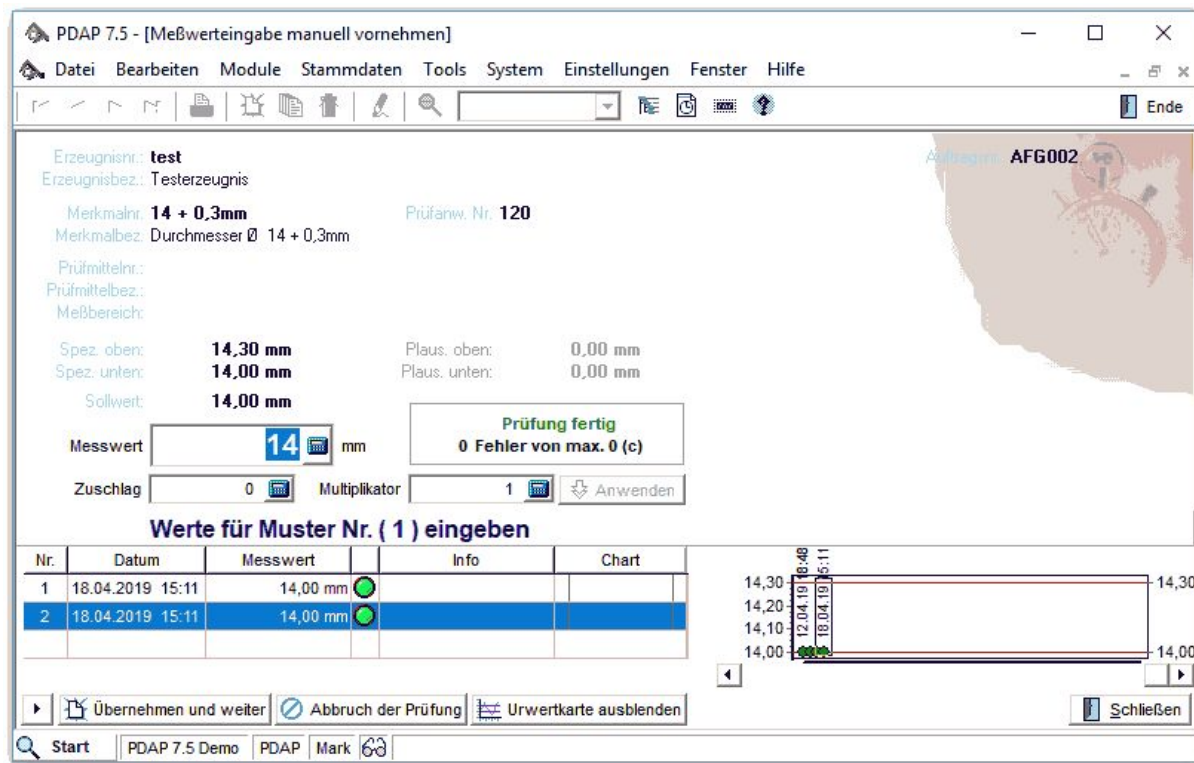 PDAP 7.5 - [Meßwerteingabe manuell vornehmen]
Datei Bearbeiten Module Stammdaten Tools System Einstellungen Fenster Hilfe
Ende
Erzeugnisnr.: test
Auftragsnr. AFG002
Erzeugnisbez.: Testerzeugnis
Merkmalnr. 14 + 0,3mm
Prüfanw. Nr. 120
Merkmalbez. Durchmesser Ø 14 + 0,3mm
Prüfmittelnr.:
Prüfmittelbez.:
Meßbereich:
Spez. oben: 14,30 mm
Plaus. oben: 0,00 mm
Spez. unten: 14,00 mm
Plaus. unten: 0,00 mm
Sollwert: 14,00 mm
Prüfung fertig
0 Fehler von max. 0 (c)
Messwert 14 mm
Zuschlag 0 Multiplikator 1 Anwenden
Werte für Muster Nr. ( 1 ) eingeben
Nr. Datum Messwert Info Chart
1 18.04.2019 15:11 14,00 mm
2 18.04.2019 15:11 14,00 mm
12.04.19 18:48
18.04.19 15:11
14,30 14,30
14,20
14,10
14,00 14,00
Übernehmen und weiter Abbruch der Prüfung Urwertkarte ausblenden Schließen
Start PDAP 7.5 Demo PDAP Mark